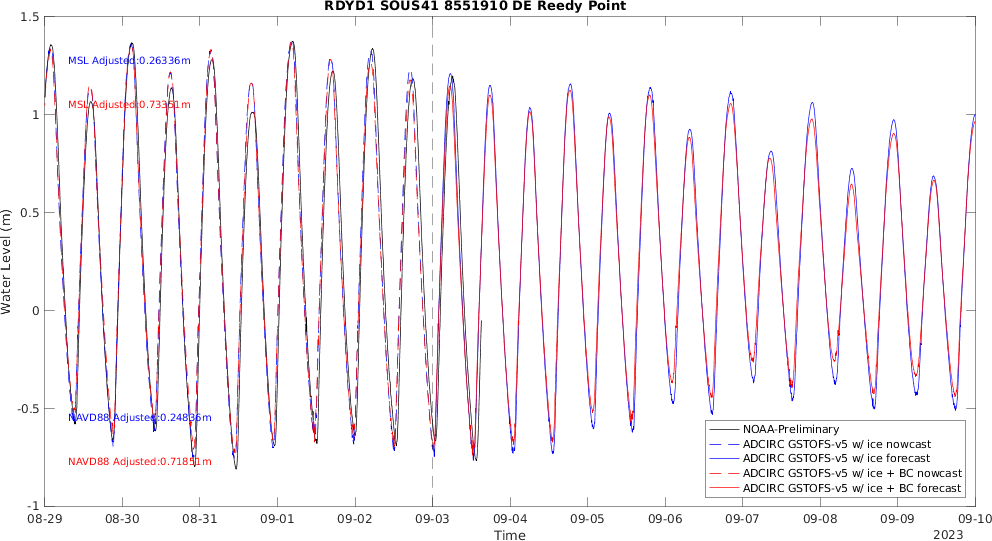 RDYD1 SOUS41 8551910 DE Reedy Point
1.5
1
0.5
0
-0.5
-1
Water Level (m)
MSL Adjusted:0.26336m
MSL Adjusted:0.73351m
NAVD88 Adjusted:0.24836m
NAVD88 Adjusted:0.71851m
NOAA-Preliminary
ADCIRC GSTOFS-v5 w/ ice nowcast
ADCIRC GSTOFS-v5 w/ ice forecast
ADCIRC GSTOFS-v5 w/ ice + BC nowcast
ADCIRC GSTOFS-v5 w/ ice + BC forecast
08-29 08-30 08-31 09-01 09-02 09-03 09-04 09-05 09-06 09-07 09-08 09-09 09-10
Time
2023